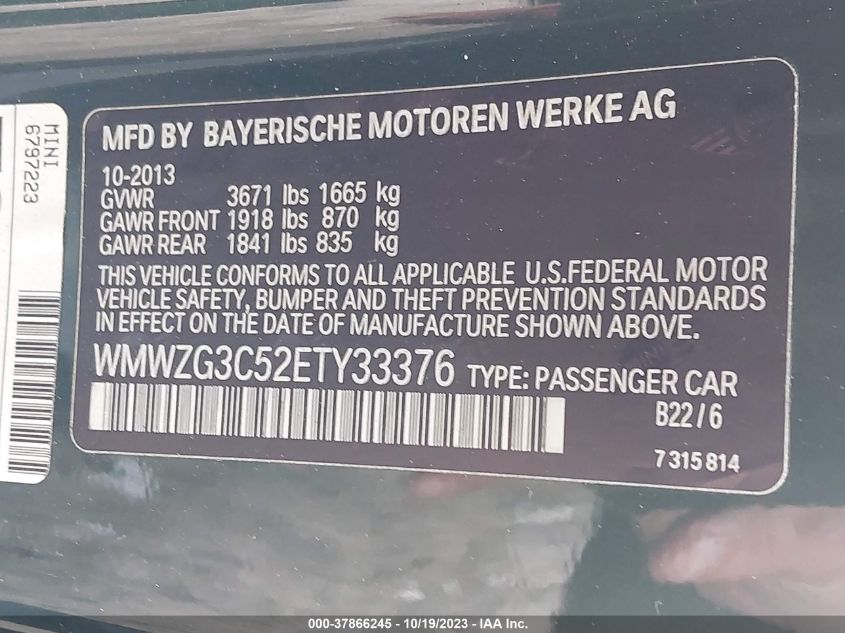 MINI
6797223
MFD BY BAYERISCHE MOTOREN WERKE AG
10-2013
GVWR 3671 lbs 1665 kg
GAWR FRONT 1918 lbs 870 kg
GAWR REAR 1841 lbs 835 kg
THIS VEHICLE CONFORMS TO ALL APPLICABLE U.S.FEDERAL MOTOR
VEHICLE SAFETY, BUMPER AND THEFT PREVENTION STANDARDS
IN EFFECT ON THE DATE OF MANUFACTURE SHOWN ABOVE.
WMWZG3C52ETY33376 TYPE: PASSENGER CAR
B22/6
7 315 814
000-37866245 - 10/19/2023 - IAA Inc.